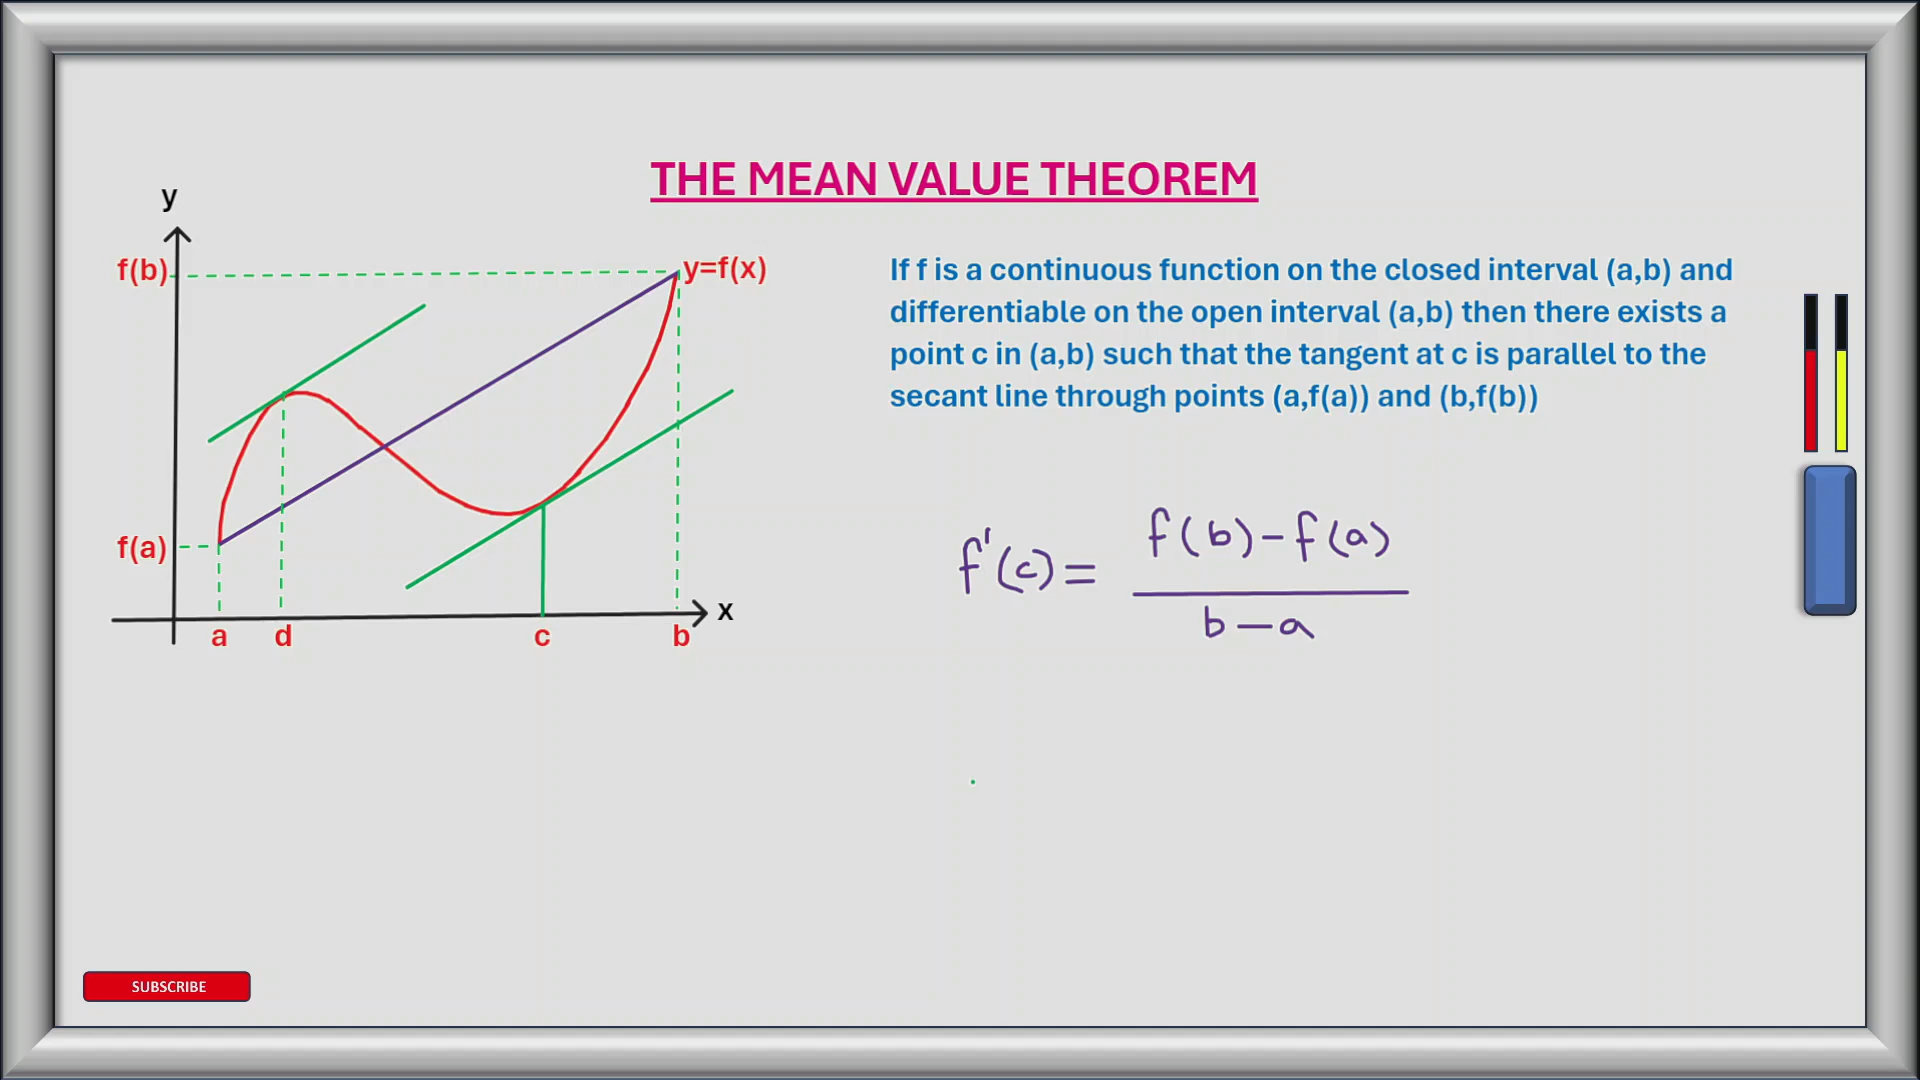 THE MEAN VALUE THEOREM
y
f(b)
y=f(x)
If f is a continuous function on the closed interval (a,b) and
differentiable on the open interval (a,b) then there exists a
point c in (a,b) such that the tangent at c is parallel to the
secant line through points (a,f(a)) and (b,f(b))
f(a)
x
a d c b
f'(c)=
f(b)-f(a)
b-a
SUBSCRIBE